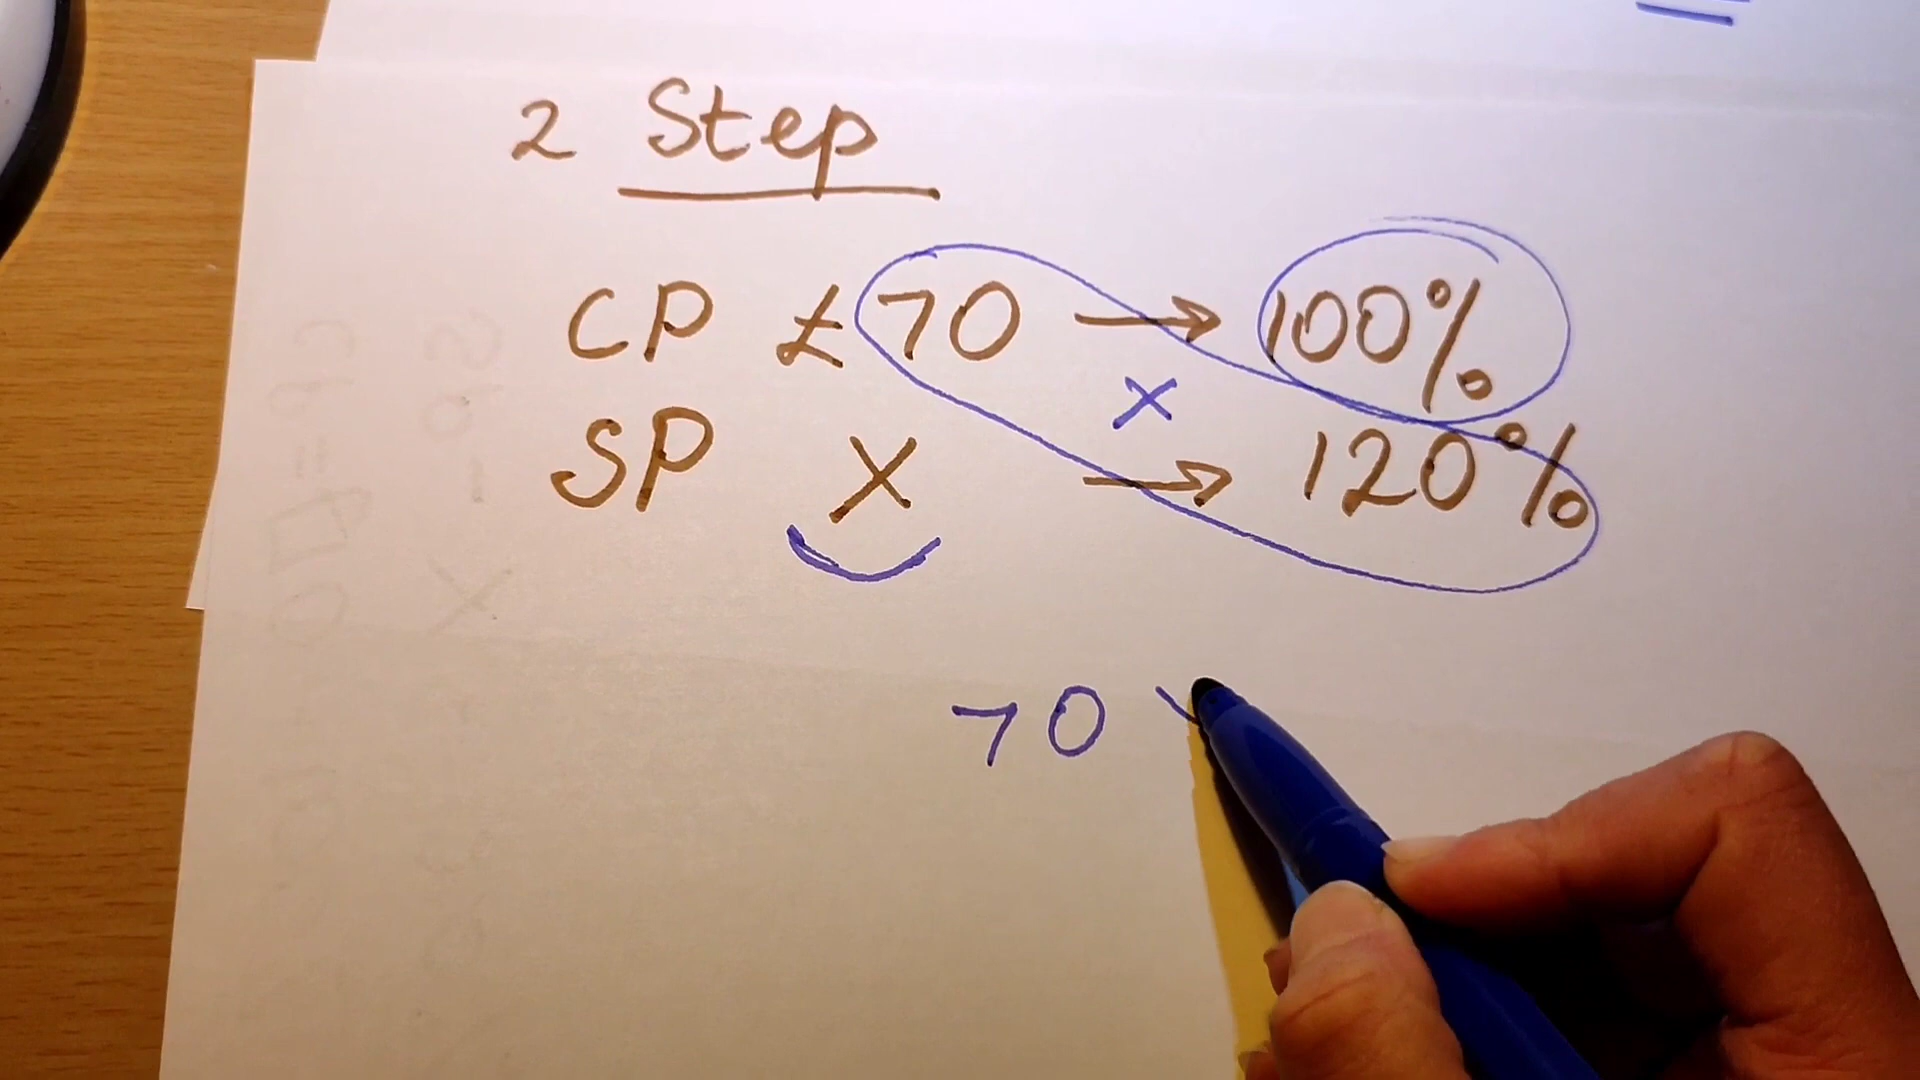 2 Step
CP £70 → 100%
x
SP X → 120%
70